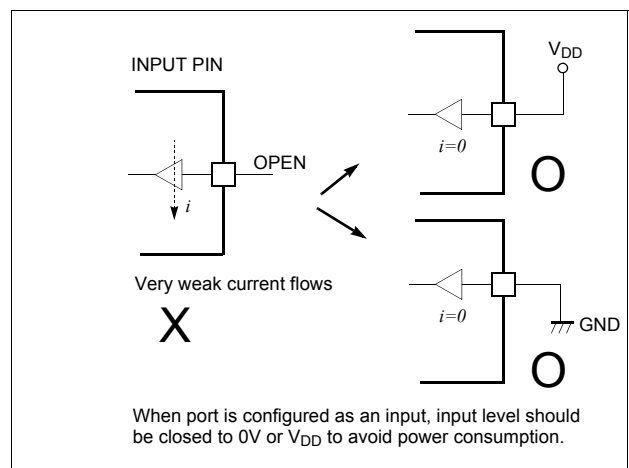 INPUT PIN
OPEN
i
Very weak current flows
X
VDD
i=0
O
i=0
GND
O
When port is configured as an input, input level should
be closed to 0V or VDD to avoid power consumption.